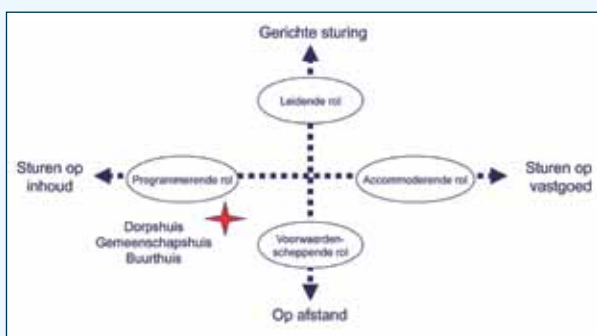 Gerichte sturing
Leidende rol
Sturen op
inhoud
Programmerende rol
Accommoderende rol
Sturen op
vastgoed
Dorpshuis
Gemeenschapshuis
Buurthuis
Voorwaarden-
scheppende rol
Op afstand